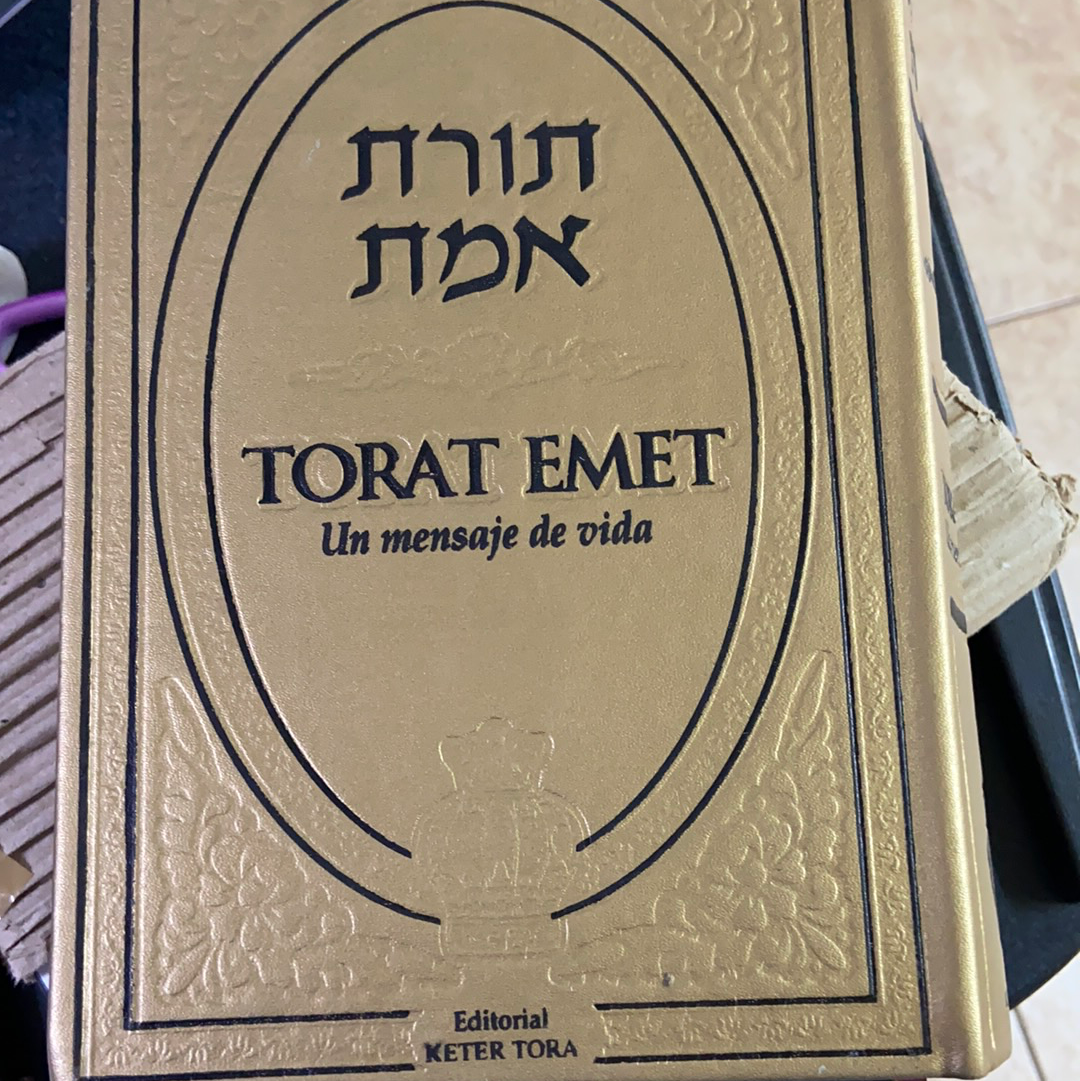 תורת
אמת
TORAT EMET
Un mensaje de vida
Editorial
KETER TORA